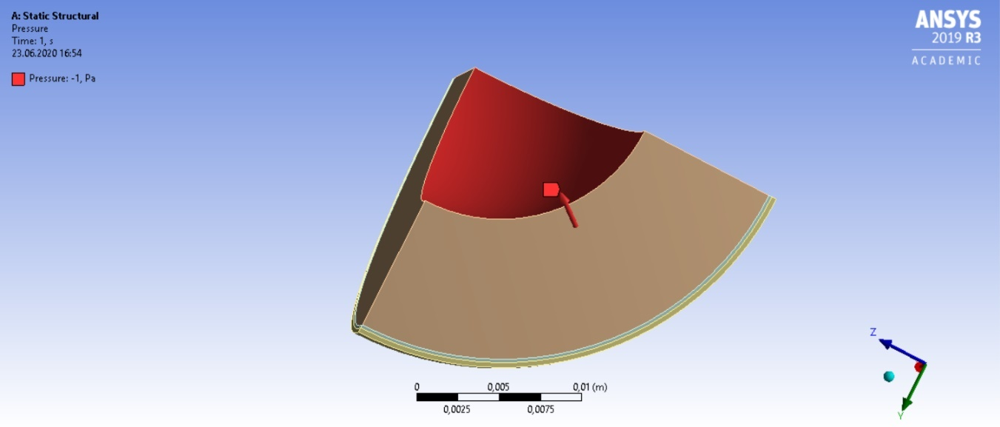 A: Static Structural
Pressure
Time: 1, s
23.06.2020 16:54
Pressure: -1, Pa
ANSYS
2019 R3
ACADEMIC
0 0,005 0,01 (m)
0,0025 0,0075
Z
Y